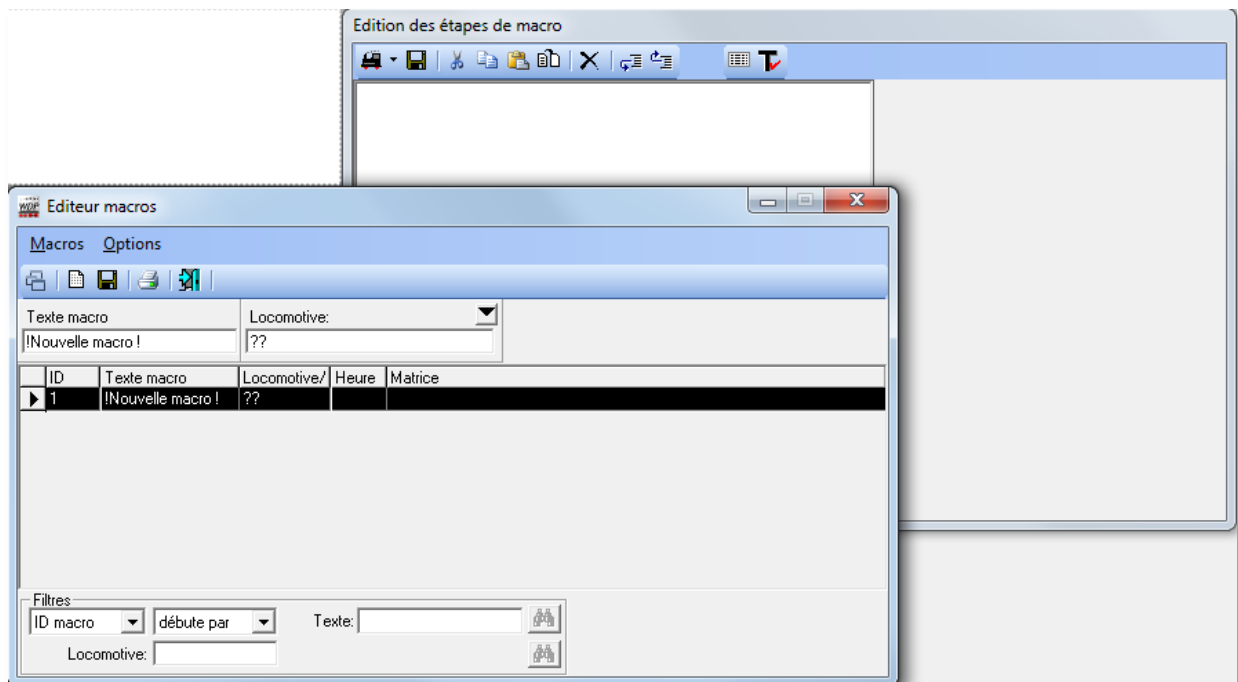 Edition des étapes de macro
Editeur macros
Macros Options
Texte macro Locomotive:
!Nouvelle macro ! ??
ID Texte macro Locomotive/ Heure Matrice
1 !Nouvelle macro ! ??
Filtres
ID macro débute par Texte:
Locomotive: